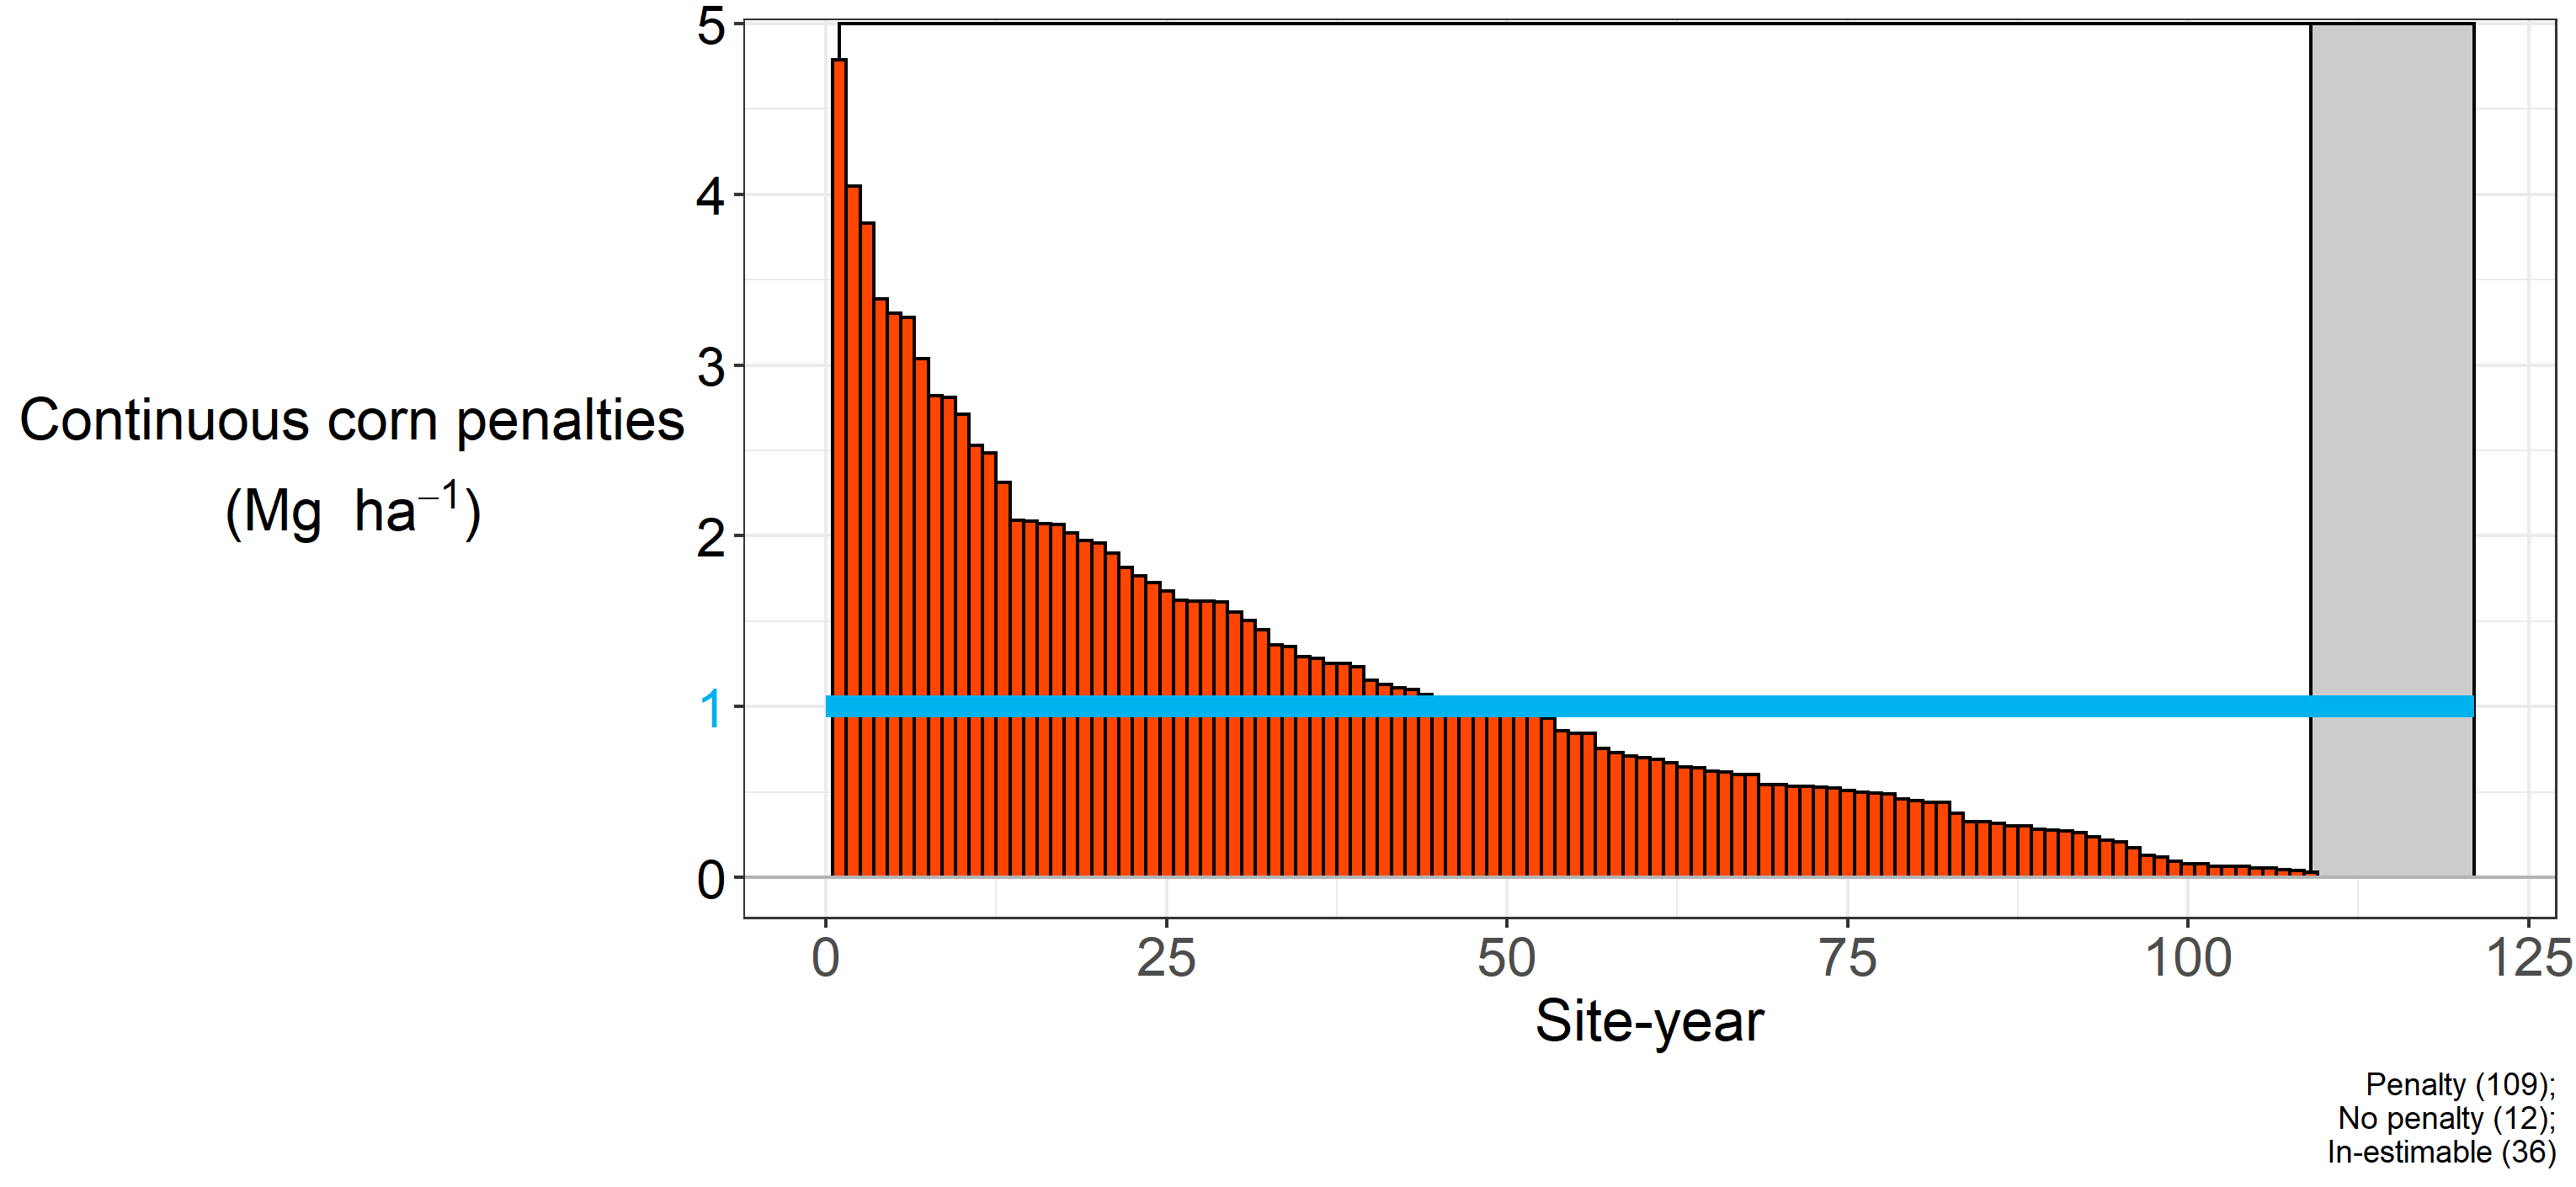 Continuous corn penalties
(Mg ha⁻¹)
5
4
3
2
1
0
0 25 50 75 100 125
Site-year
Penalty (109);
No penalty (12);
In-estimable (36)